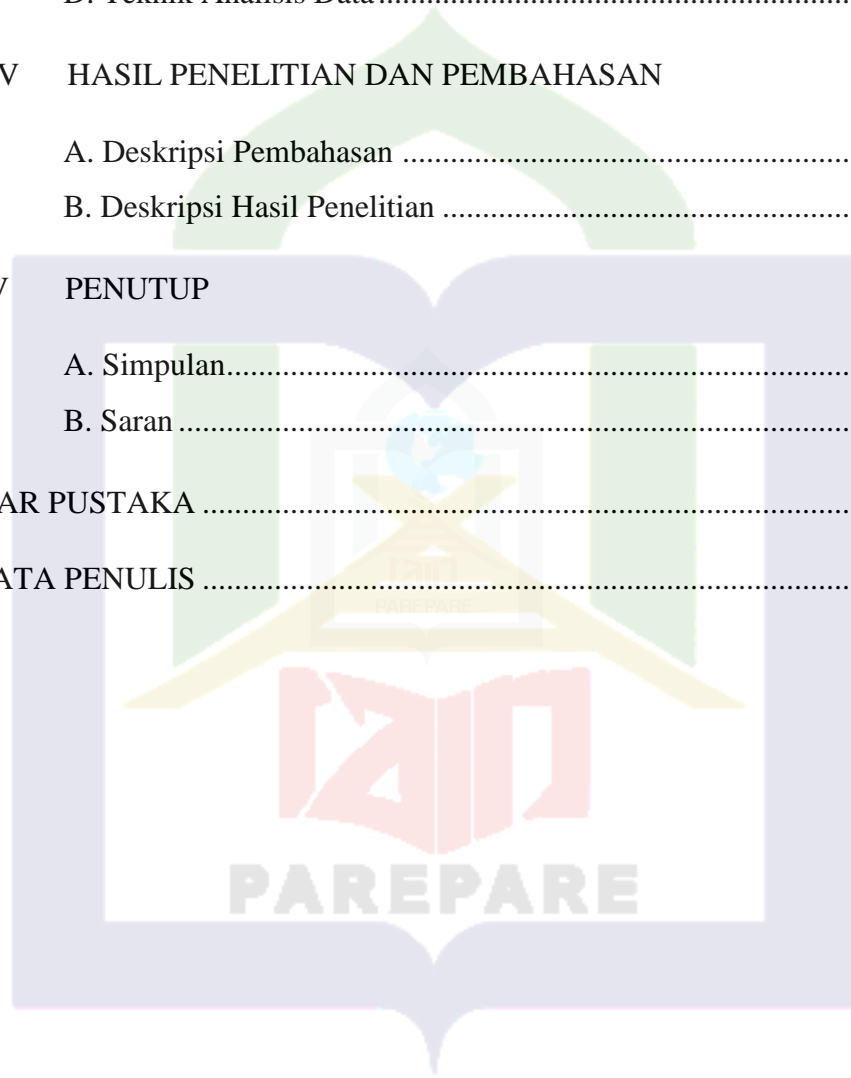 D. Teknik Analisis Data
V HASIL PENELITIAN DAN PEMBAHASAN
A. Deskripsi Pembahasan ........................................................
B. Deskripsi Hasil Penelitian ...................................................
V PENUTUP
A. Simpulan..............................................................................
B. Saran ....................................................................................
AR PUSTAKA .................................................................................
ATA PENULIS .................................................................................
PAREPARE
iain
PAREPARE